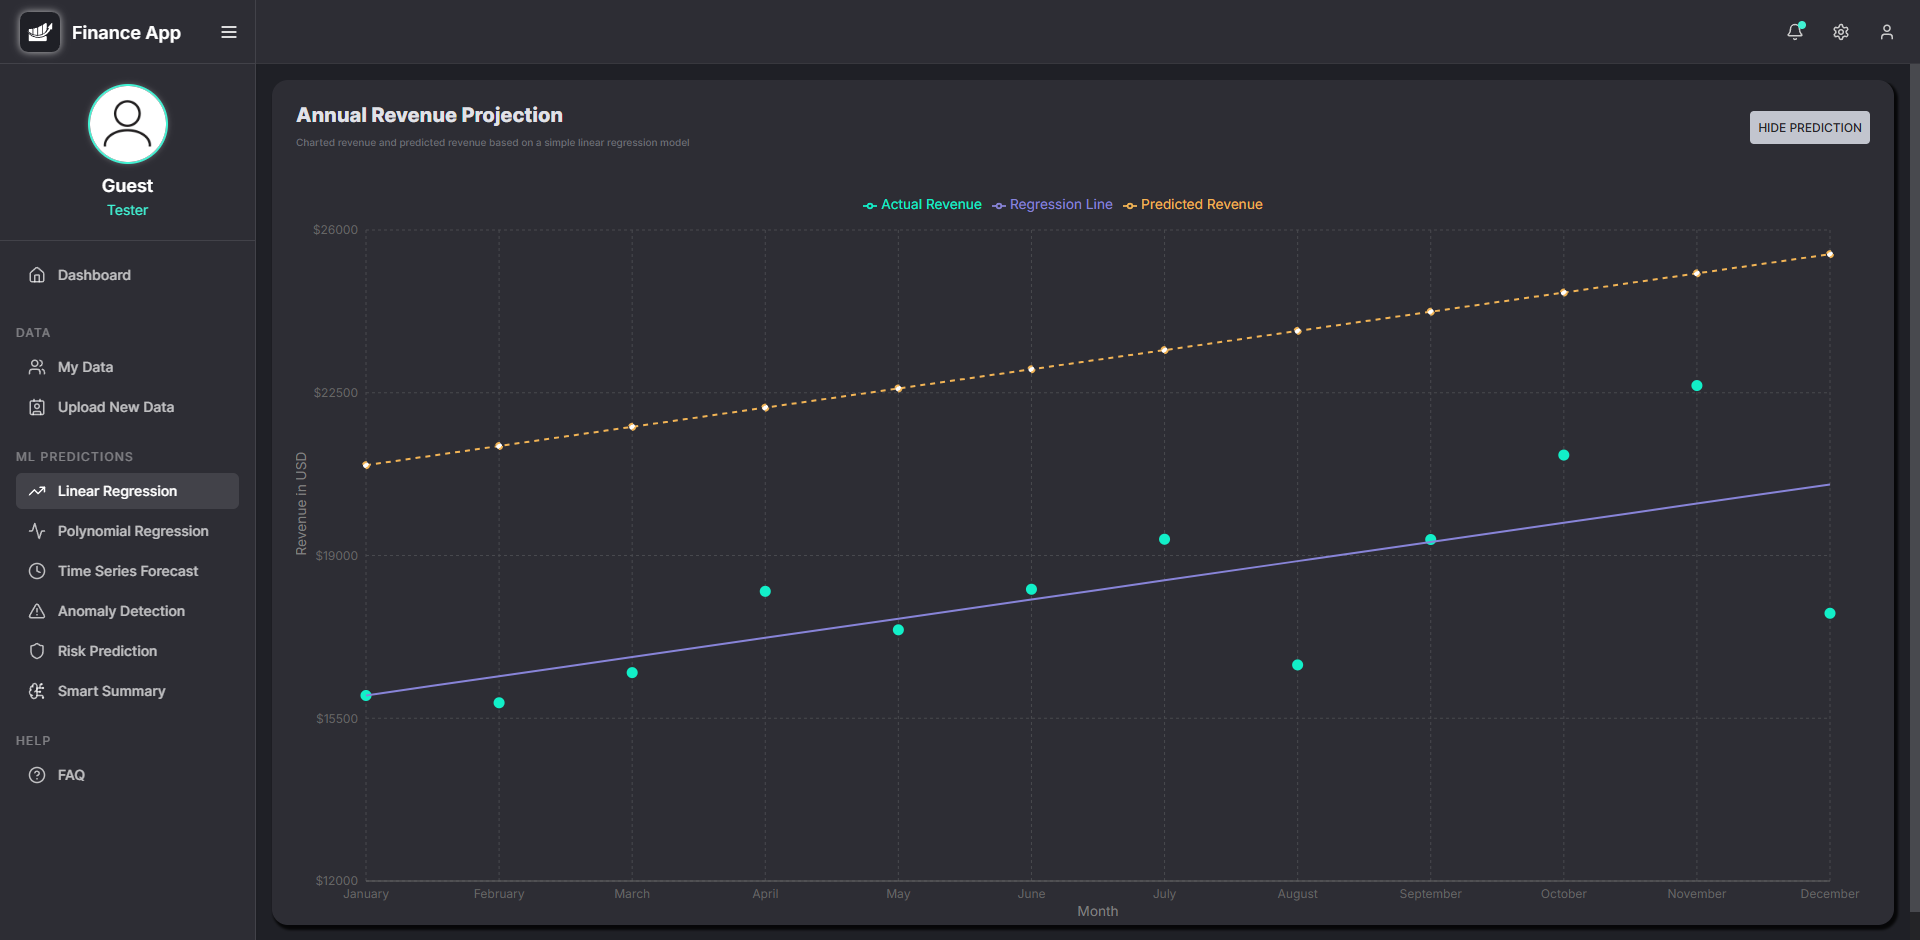 Finance App
Guest
Tester
Dashboard
DATA
My Data
Upload New Data
ML PREDICTIONS
Linear Regression
Polynomial Regression
Time Series Forecast
Anomaly Detection
Risk Prediction
Smart Summary
HELP
FAQ
Annual Revenue Projection
Charted revenue and predicted revenue based on a simple linear regression model
HIDE PREDICTION
Actual Revenue Regression Line Predicted Revenue
$26000
$22500
$19000
$15500
$12000
Revenue in USD
January February March April May June July August September October November December
Month